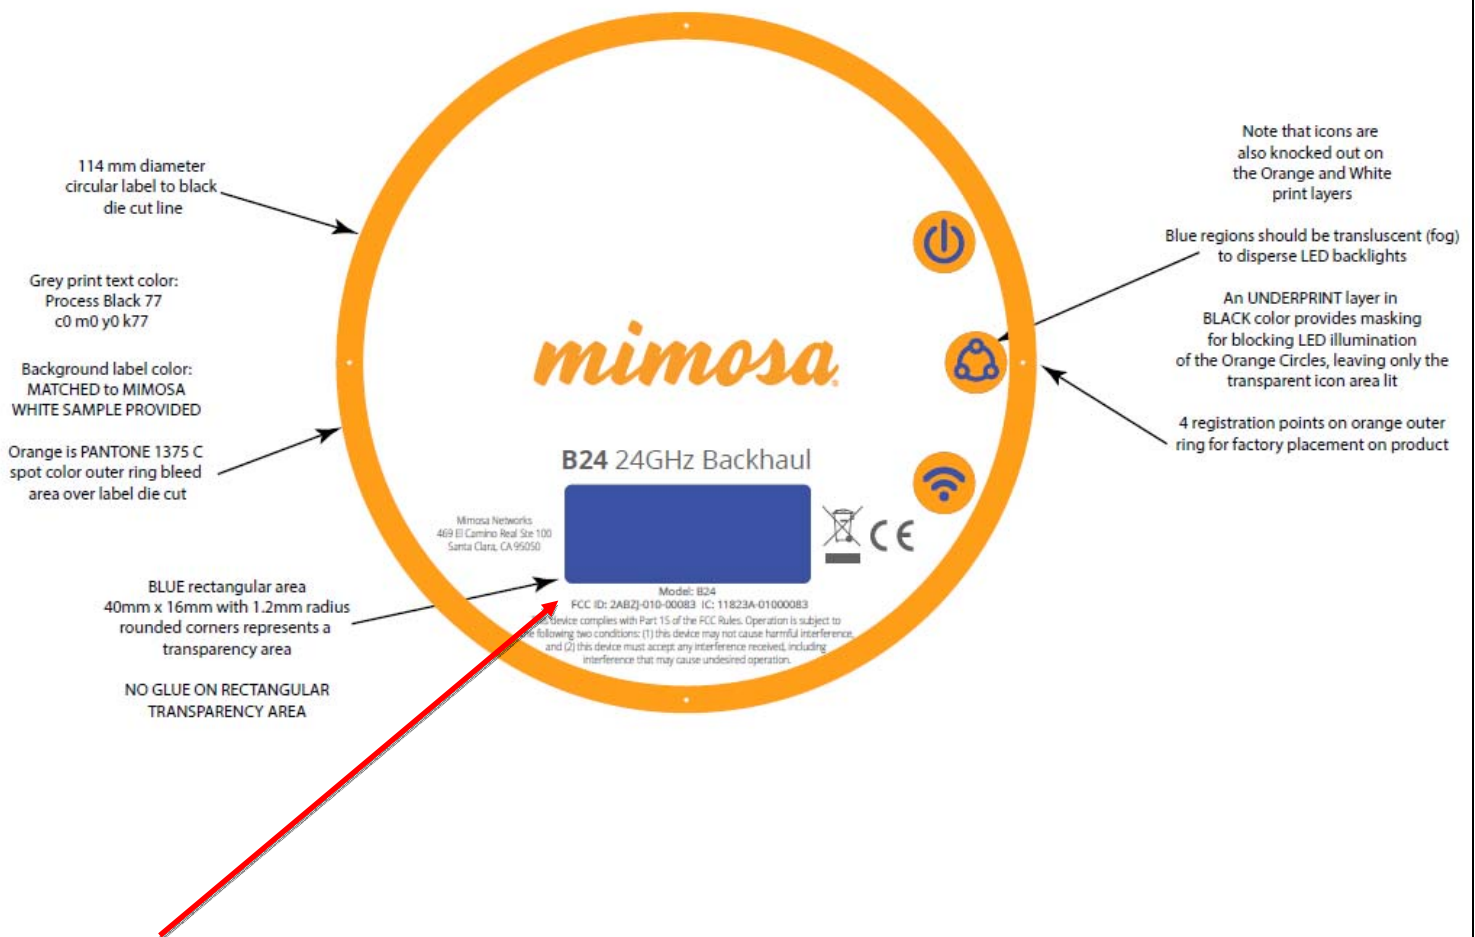 114 mm diameter
circular label to black
die cut line
Grey print text color:
Process Black 77
c0 m0 y0 k77
Background label color:
MATCHED to MIMOSA
WHITE SAMPLE PROVIDED
Orange is PANTONE 1375 C
spot color outer ring bleed
area over label die cut
BLUE rectangular area
40mm x 16mm with 1.2mm radius
rounded corners represents a
transparency area
NO GLUE ON RECTANGULAR
TRANSPARENCY AREA
mimosa
B24 24GHz Backhaul
Mimosa Networks
469 El Camino Real Ste 100
Santa Clara, CA 95050
CE
Model: B24
FCC ID: 2ABZJ-010-00083 IC: 11823A-01000083
device complies with Part 15 of the FCC Rules. Operation is subject to
following two conditions: (1) this device may not cause harmful interference,
and (2) this device must accept any interference received, including
interference that may cause undesired operation.
Note that icons are
also knocked out on
the Orange and White
print layers
Blue regions should be transluscent (fog)
to disperse LED backlights
An UNDERPRINT layer in
BLACK color provides masking
for blocking LED illumination
of the Orange Circles, leaving only the
transparent icon area lit
4 registration points on orange outer
ring for factory placement on product